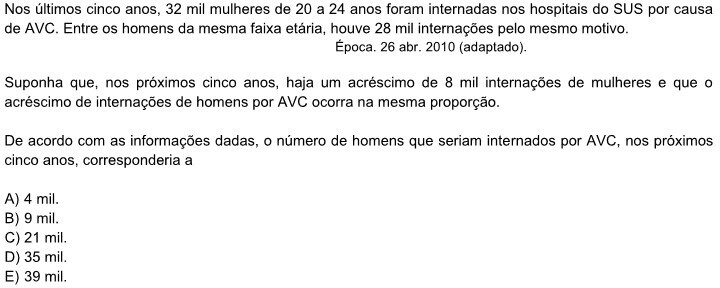 Nos últimos cinco anos, 32 mil mulheres de 20 a 24 anos foram internadas nos hospitais do SUS por causa
de AVC. Entre os homens da mesma faixa etária, houve 28 mil internações pelo mesmo motivo.
Época. 26 abr. 2010 (adaptado).
Suponha que, nos próximos cinco anos, haja um acréscimo de 8 mil internações de mulheres e que o
acréscimo de internações de homens por AVC ocorra na mesma proporção.
De acordo com as informações dadas, o número de homens que seriam internados por AVC, nos próximos
cinco anos, corresponderia a
A) 4 mil.
B) 9 mil.
C) 21 mil.
D) 35 mil.
E) 39 mil.